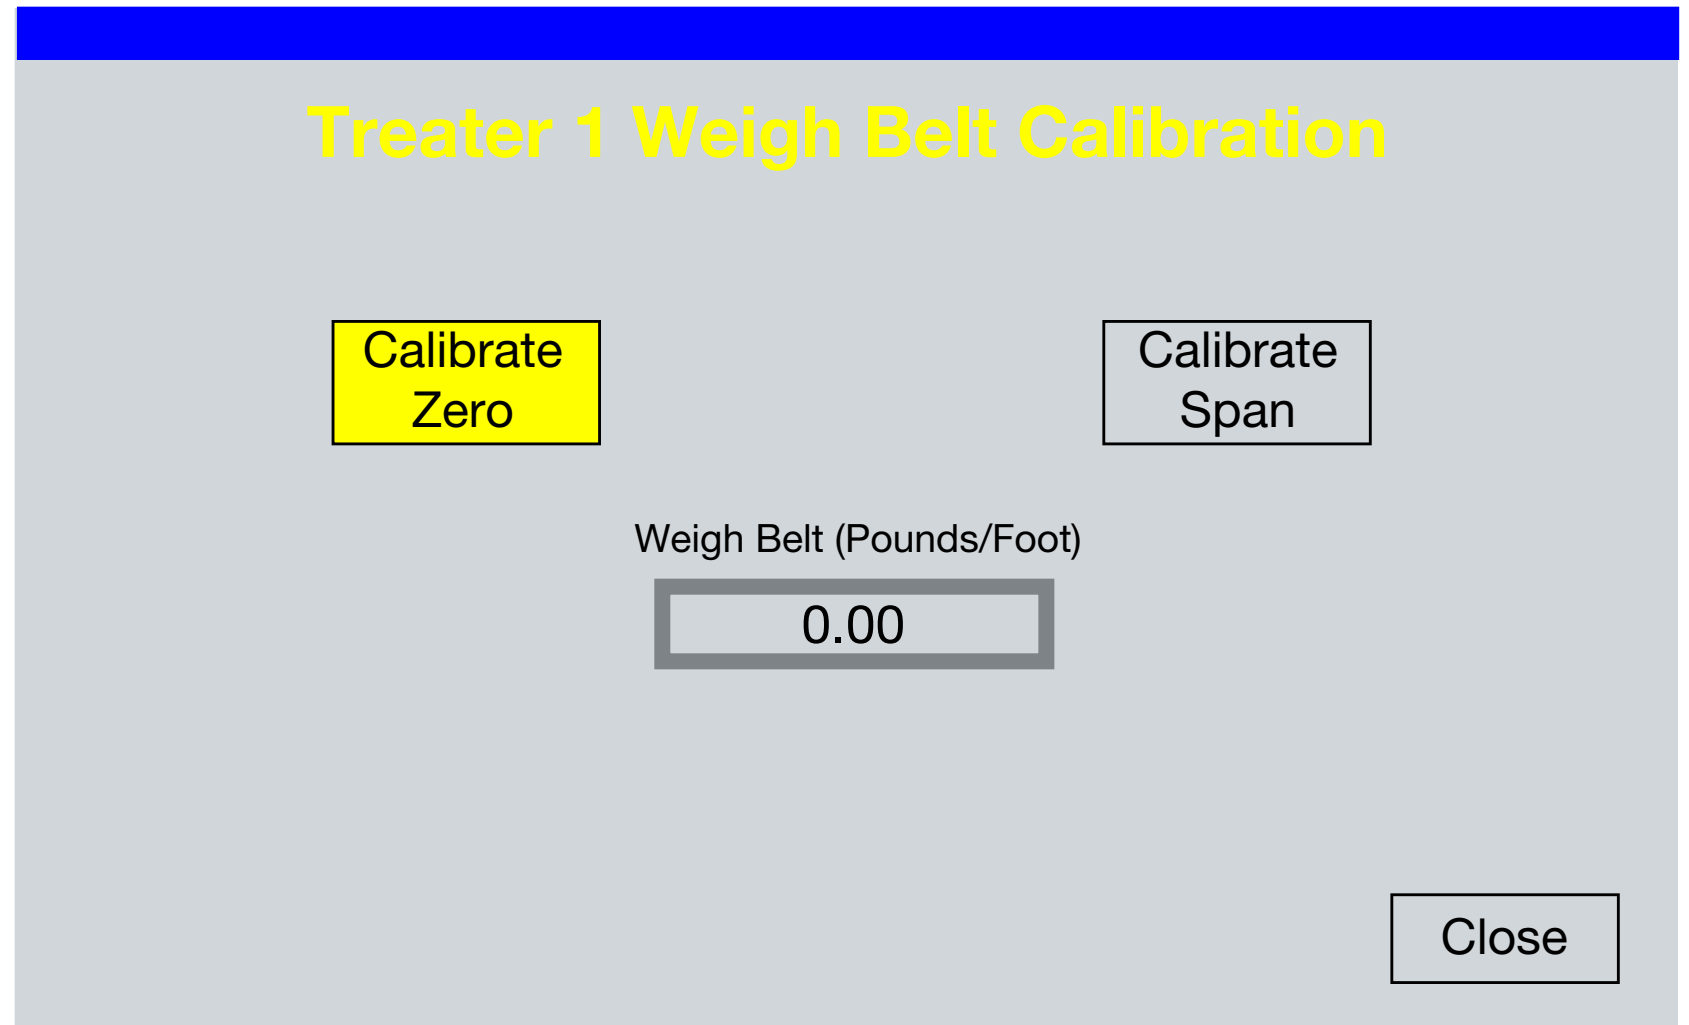 Treater 1 Weigh Belt Calibration
Calibrate
Zero
Calibrate
Span
Weigh Belt (Pounds/Foot)
0.00
Close